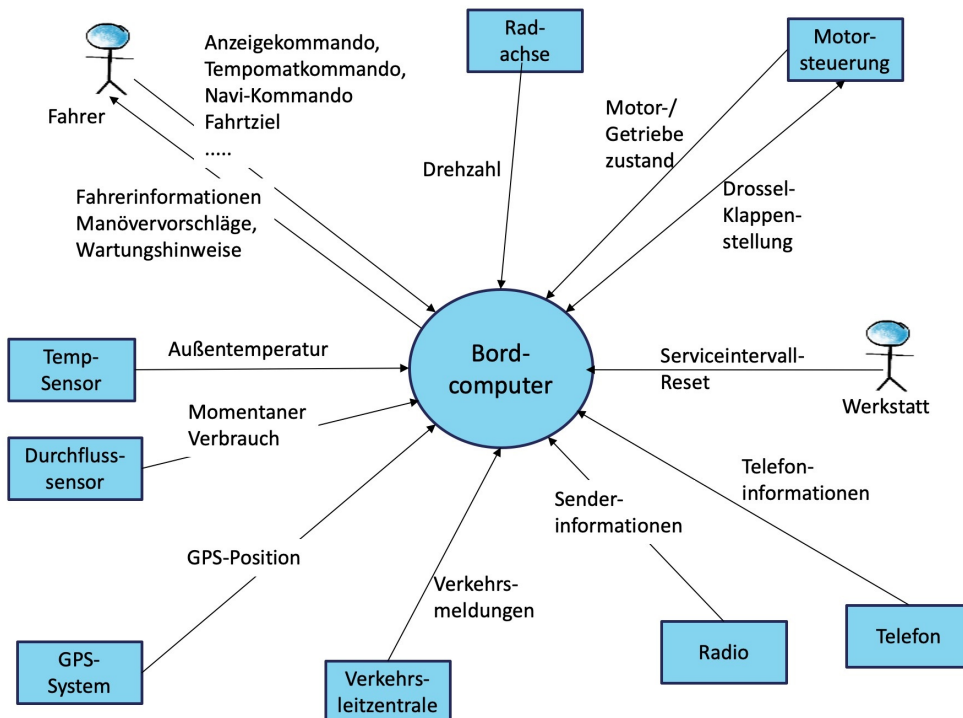 Anzeigekommando,
Tempomatkommando,
Navi-Kommando
Fahrtziel
.....
Fahrer
Fahrerinformationen
Manövervorschläge,
Wartungshinweise
Rad-
achse
Drehzahl
Motor-
steuerung
Motor-/
Getriebe
zustand
Drossel-
Klappen-
stellung
Bord-
computer
Temp-
Sensor
Außentemperatur
Serviceintervall-
Reset
Werkstatt
Momentaner
Verbrauch
Durchfluss-
sensor
GPS-Position
GPS-
System
Verkehrs-
meldungen
Verkehrs-
leitzentrale
Sender-
informationen
Radio
Telefon-
informationen
Telefon